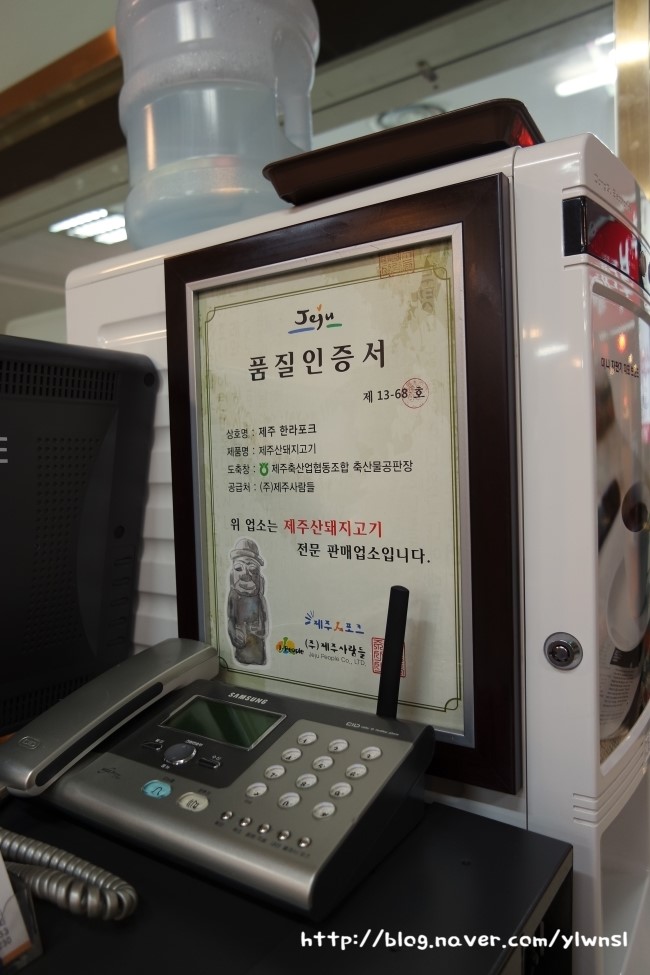 Jeju
품질인증서
제 13-68 호
상호명 : 제주 한라포크
제품명 : 제주산돼지고기
도축장 : 제주축산업협동조합 축산물공판장
공급처 : (주)제주사람들
위 업소는 제주산돼지고기
전문 판매업소입니다.
제주 포크
(주)제주사람들
Jeju People Co., LTD.
SAMSUNG
http://blog.naver.com/ylwnsl